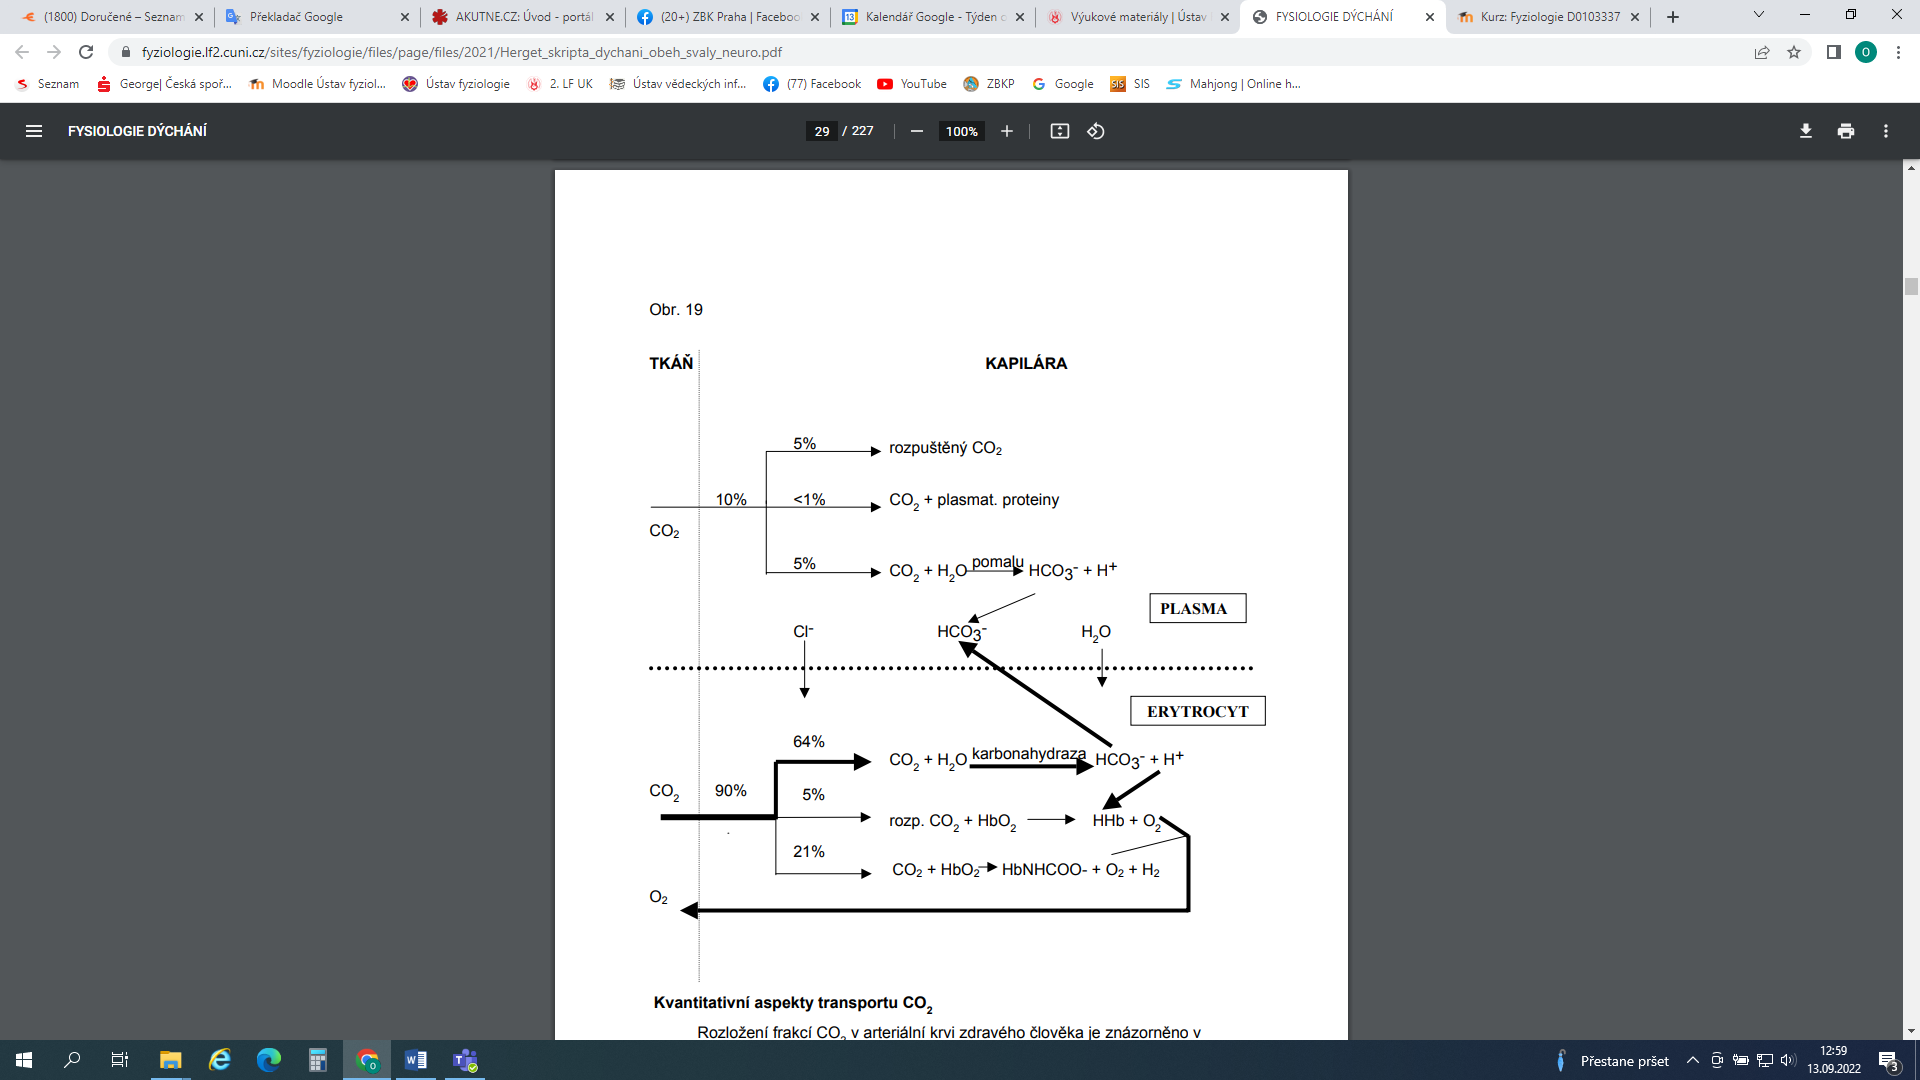 (1800) Doručené – Seznam
Překladač Google
AKUTNE.CZ: Úvod - portál
(20+) ZBK Praha | Faceboo
Kalendář Google - Týden o
Výukové materiály | Ústav
FYSIOLOGIE DÝCHÁNÍ
Kurz: Fyziologie D0103337
fyziologie.lf2.cuni.cz/sites/fyziologie/files/page/files/2021/Herget_skripta_dychani_obeh_svaly_neuro.pdf
O
Seznam
George| Česká spoř...
Moodle Ústav fyziol...
Ústav fyziologie
2. LF UK
Ústav vědeckých inf...
(77) Facebook
YouTube
ZBKP
Google
SIS
Mahjong | Online h...
FYSIOLOGIE DÝCHÁNÍ
29 / 227
100%
Obr. 19
TKÁŇ KAPILÁRA
5% rozpuštěný CO₂
10% <1% CO₂ + plasmat. proteiny
CO₂
5% CO₂ + H₂O pomalu HCO₃⁻ + H⁺
PLASMA
Cl⁻ HCO₃⁻ H₂O
ERYTROCYT
64%
CO₂ + H₂O karbonahydraza HCO₃⁻ + H⁺
CO₂ 90% 5%
rozp. CO₂ + HbO₂ HHb + O₂
21%
CO₂ + HbO₂ HbNHCOO- + O₂ + H₂
O₂
Kvantitativní aspekty transportu CO₂
Rozložení frakcí CO₂ v arteriální krvi zdravého člověka je znázorněno v
Přestane pršet
12:59
13.09.2022
3